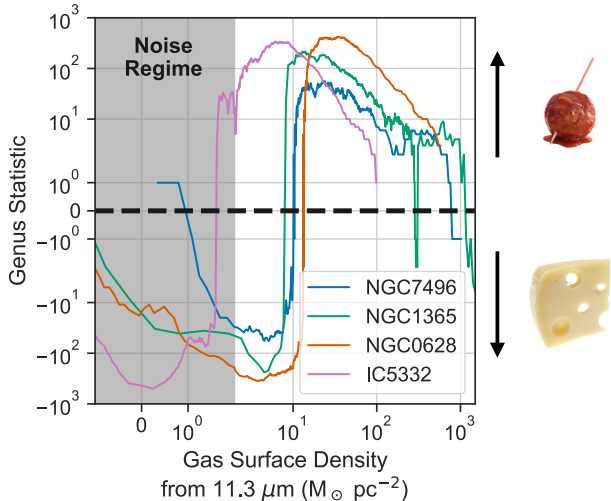 10³
10²
10¹
10⁰
0
−10⁰
−10¹
−10²
−10³
Genus Statistic
Noise
Regime
NGC7496
NGC1365
NGC0628
IC5332
0 10⁰ 10¹ 10² 10³
Gas Surface Density
from 11.3 μm (M⊙ pc⁻²)